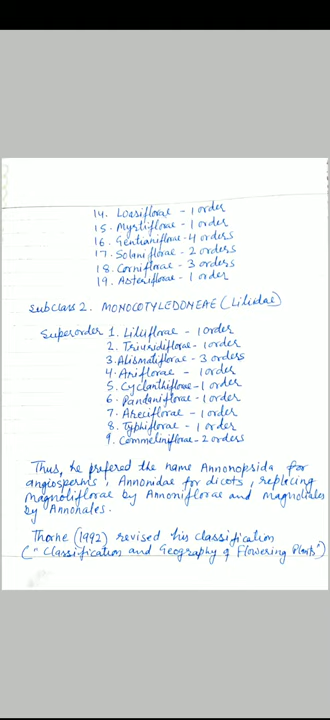 14. Loasiflorae - 1 order
15. Myrtiflorae - 1 order
16. Gentianiflorae - 4 orders
17. Solaniflorae - 2 orders
18. Corniflorae - 3 orders
19. Asteriflorae - 1 order
Subclass 2. MONOCOTYLEDONEAE (Liliidae)
Superorder 1. Liliiflorae - 1 order
2. Triuridiflorae - 1 order
3. Alismatiflorae - 3 orders
4. Ariflorae - 1 order
5. Cyclanthiflorae - 1 order
6. Pandaniflorae - 1 order
7. Areciflorae - 1 order
8. Typhiflorae - 1 order
9. Commeliniflorae - 2 orders
Thus, he prefered the name Annonopsida for
angiosperms, Annonidae for dicots, replacing
Magnoliiflorae by Annoniflorae and Magnoliales
by Annonales.
Thorne (1992) revised his classification
("Classification and Geography of Flowering Plants")